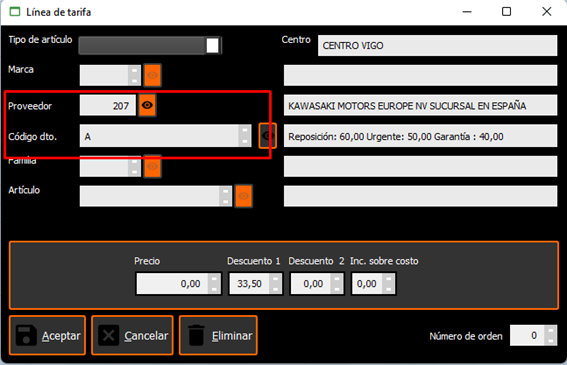 Línea de tarifa
Tipo de artículo Centro CENTRO VIGO
Marca
Proveedor 207 KAWASAKI MOTORS EUROPE NV SUCURSAL EN ESPAÑA
Código dto. A Reposición: 60,00 Urgente: 50,00 Garantía : 40,00
Familia
Artículo
Precio Descuento 1 Descuento 2 Inc. sobre costo
0,00 33,50 0,00 0,00
Aceptar Cancelar Eliminar Número de orden 0